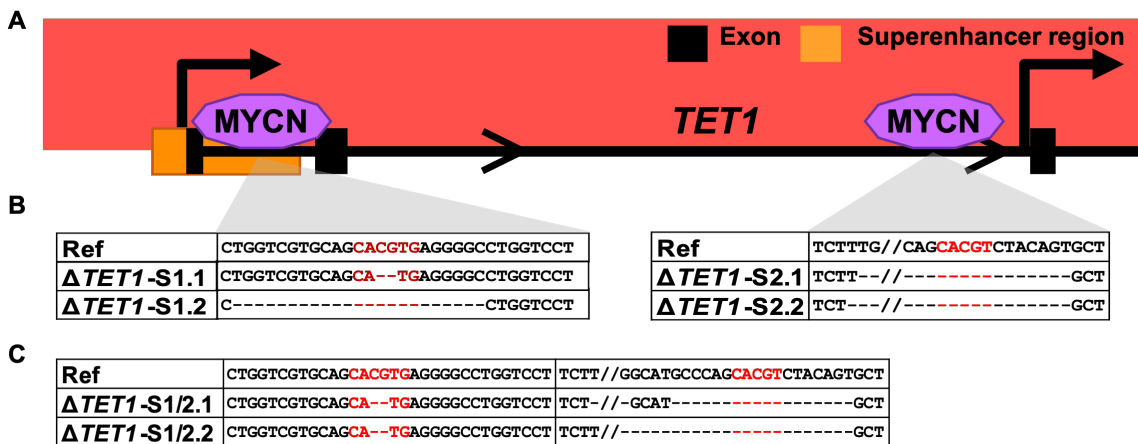 A
Exon Superenhancer region
MYCN TET1 MYCN
B
Ref CTGGTCGTGCAGCACGTGAGGGGCCTGGTCCT
ΔTET1-S1.1 CTGGTCGTGCAGCA--TGAGGGGCCTGGTCCT
ΔTET1-S1.2 C-----------------------CTGGTCCT
Ref TCTTTG//CAGCACGTCTACAGTGCT
ΔTET1-S2.1 TCTT--//---------------GCT
ΔTET1-S2.2 TCT---//---------------GCT
C
Ref CTGGTCGTGCAGCACGTGAGGGGCCTGGTCCT TCTT//GGCATGCCCAGCACGTCTACAGTGCT
ΔTET1-S1/2.1 CTGGTCGTGCAGCA--TGAGGGGCCTGGTCCT TCT-//-GCAT------------------GCT
ΔTET1-S1/2.2 CTGGTCGTGCAGCA--TGAGGGGCCTGGTCCT TCTT//-----------------------GCT